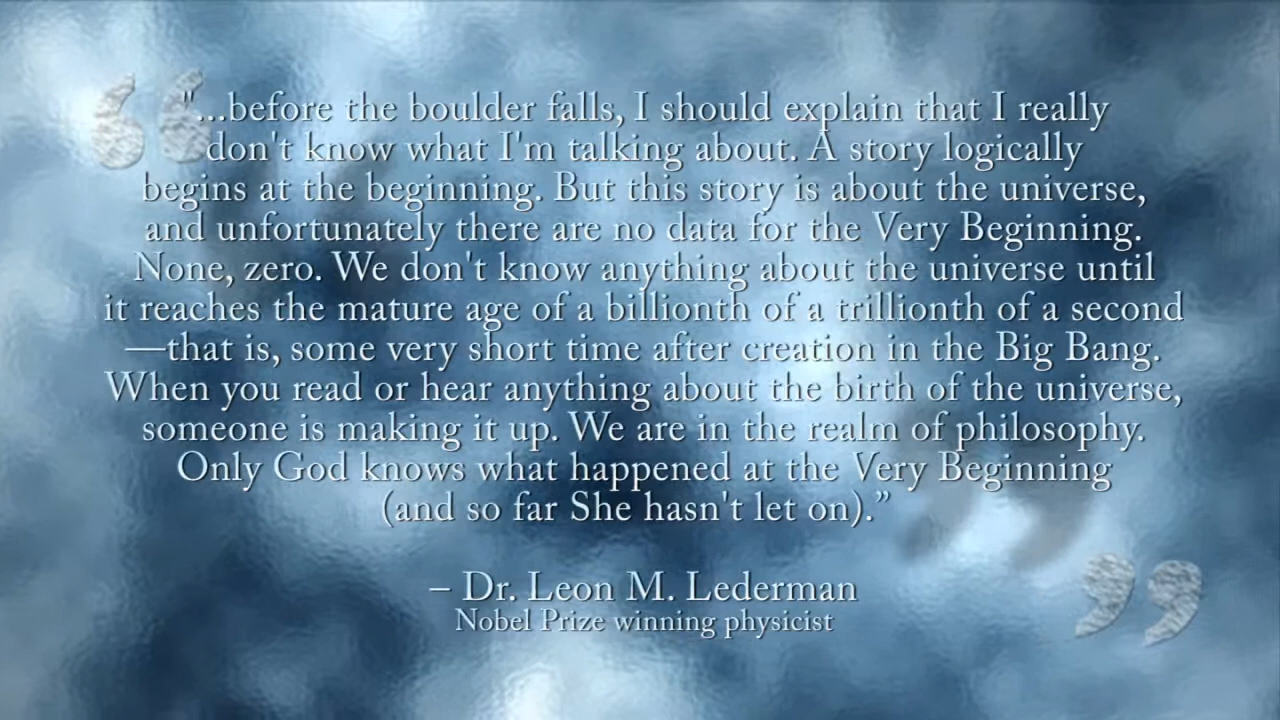 "...before the boulder falls, I should explain that I really
don't know what I'm talking about. A story logically
begins at the beginning. But this story is about the universe,
and unfortunately there are no data for the Very Beginning.
None, zero. We don't know anything about the universe until
it reaches the mature age of a billionth of a trillionth of a second
—that is, some very short time after creation in the Big Bang.
When you read or hear anything about the birth of the universe,
someone is making it up. We are in the realm of philosophy.
Only God knows what happened at the Very Beginning
(and so far She hasn't let on).”
– Dr. Leon M. Lederman
Nobel Prize winning physicist